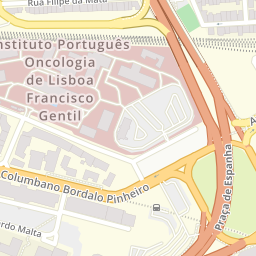 Rua Filipe da Mata
nstituto Português
Oncologia
de Lisboa
Francisco
Gentil
A
Columbano Bordalo Pinheiro
Praça de Espanha
rdo Malta